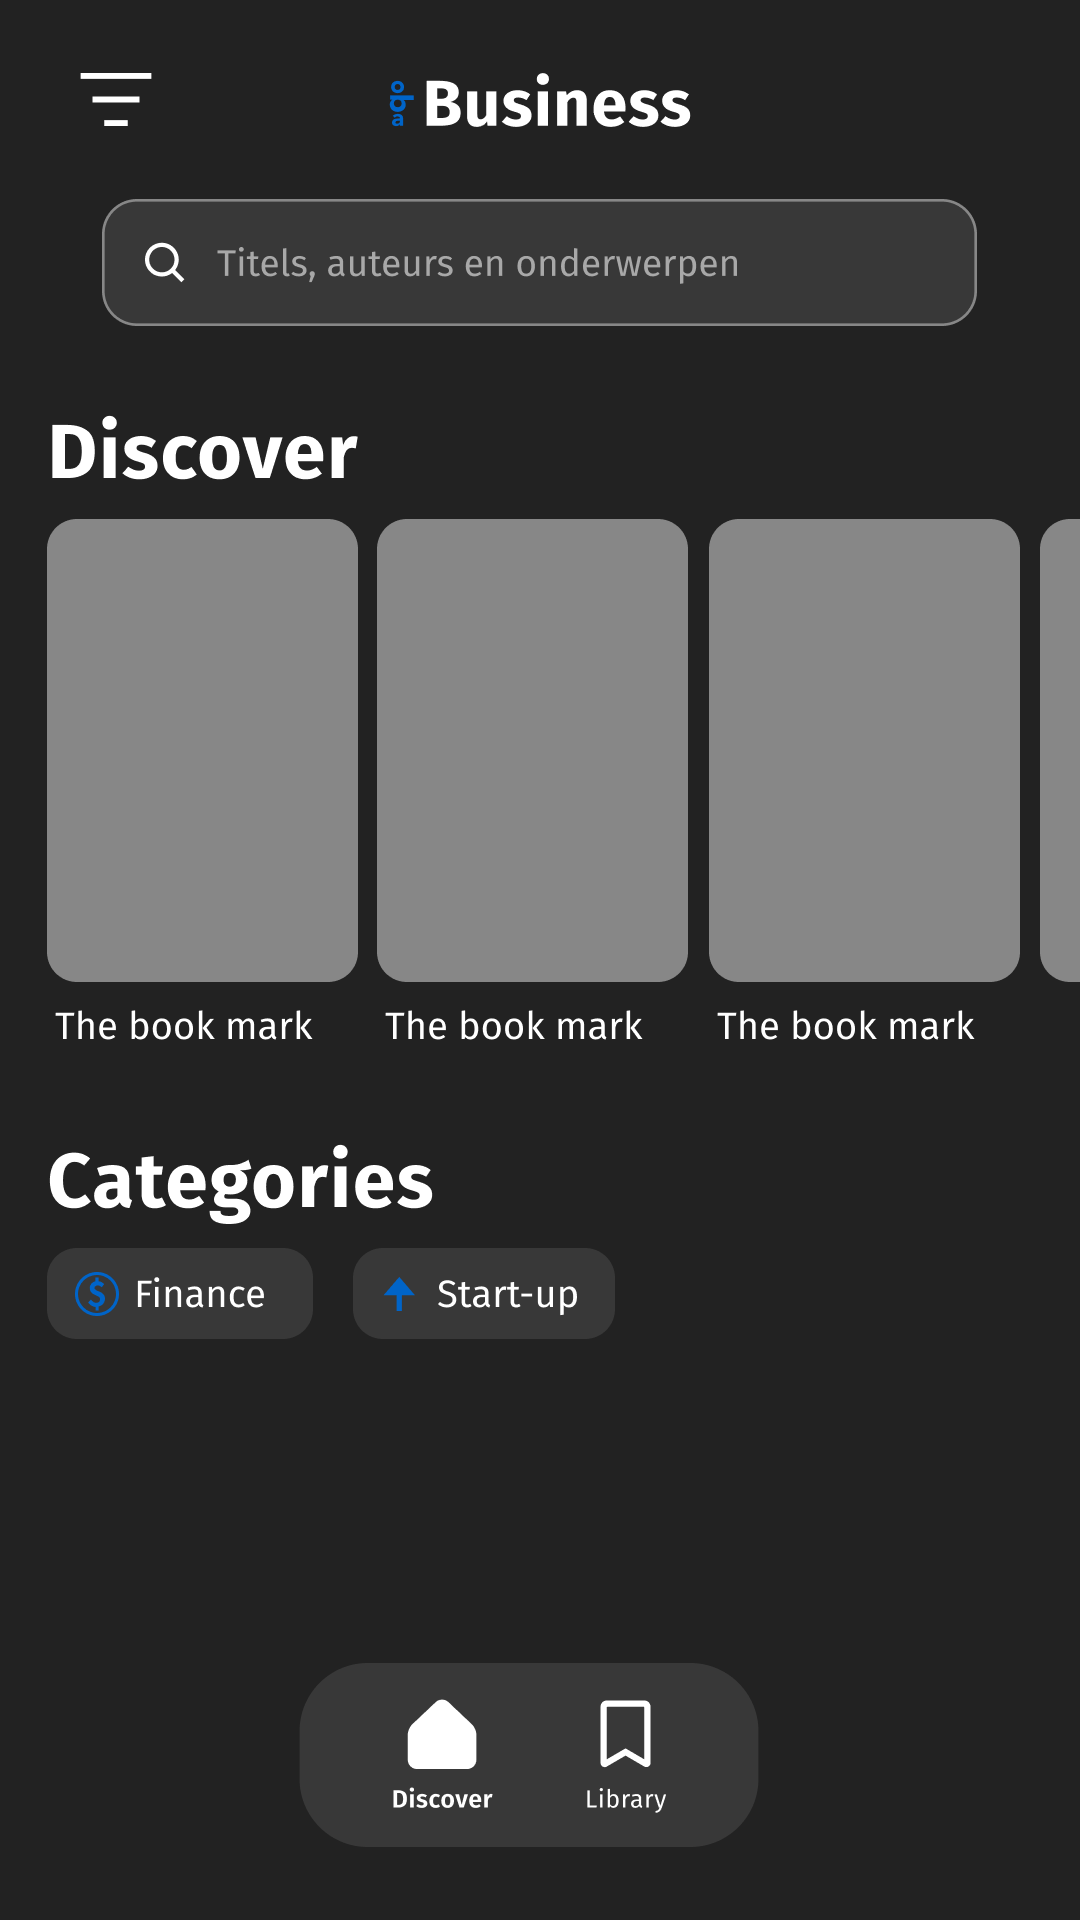 Business
Titels, auteurs en onderwerpen
Discover
The book mark The book mark The book mark
Categories
Finance Start-up
Discover Library